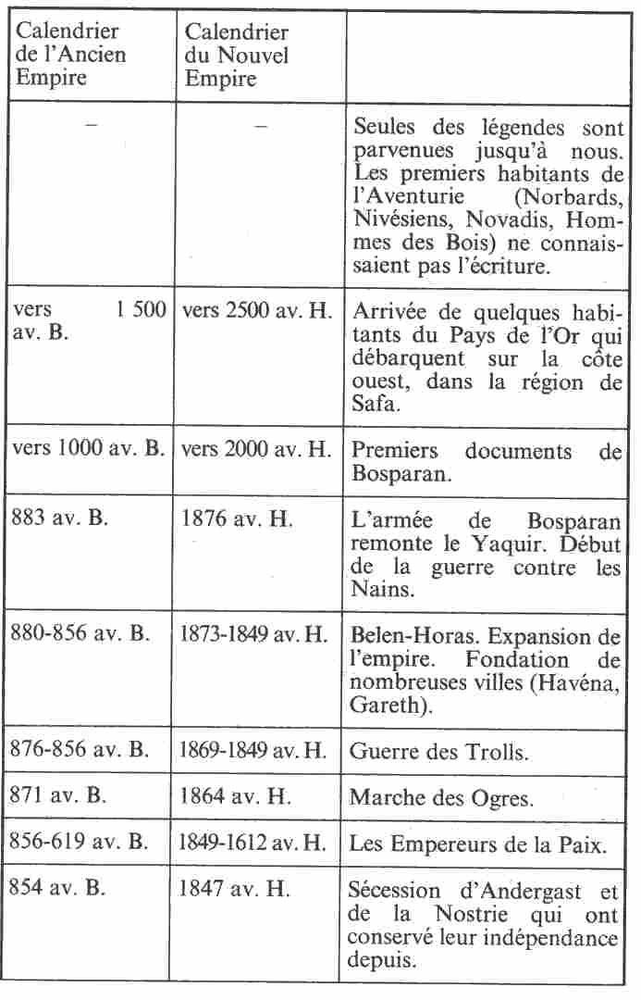 Calendrier
de l'Ancien
Empire
Calendrier
du Nouvel
Empire
–
–
Seules des légendes sont
parvenues jusqu'à nous.
Les premiers habitants de
l'Aventurie (Norbards,
Nivésiens, Novadis, Hom-
mes des Bois) ne connais-
saient pas l'écriture.
vers 1 500
av. B.
vers 2500 av. H.
Arrivée de quelques habi-
tants du Pays de l'Or qui
débarquent sur la côte
ouest, dans la région de
Safa.
vers 1000 av. B.
vers 2000 av. H.
Premiers documents de
Bosparan.
883 av. B.
1876 av. H.
L'armée de Bosparan
remonte le Yaquir. Début
de la guerre contre les
Nains.
880-856 av. B.
1873-1849 av. H.
Belen-Horas. Expansion de
l'empire. Fondation de
nombreuses villes (Havéna,
Gareth).
876-856 av. B.
1869-1849 av. H.
Guerre des Trolls.
871 av. B.
1864 av. H.
Marche des Ogres.
856-619 av. B.
1849-1612 av. H.
Les Empereurs de la Paix.
854 av. B.
1847 av. H.
Sécession d'Andergast et
de la Nostrie qui ont
conservé leur indépendance
depuis.